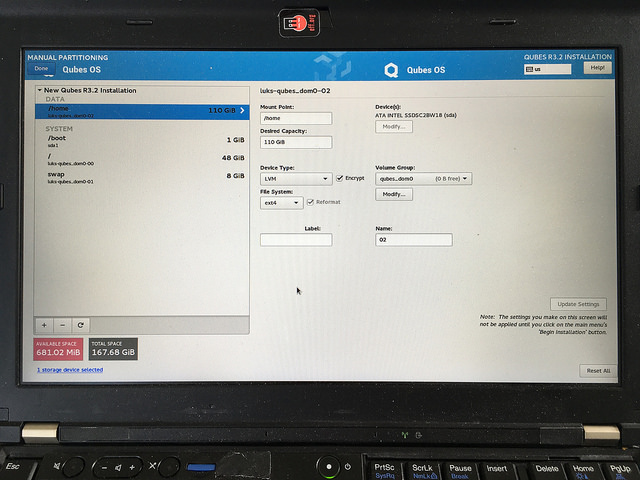 eff.org
MANUAL PARTITIONING
QUBES R3.2 INSTALLATION
Done
Qubes OS
Qubes OS
us
Help!
New Qubes R3.2 Installation
DATA
/home
luks-qubes_dom0-02
110 GiB
SYSTEM
/boot
sda1
1 GiB
/
luks-qubes_dom0-00
48 GiB
swap
luks-qubes_dom0-01
8 GiB
+ −
AVAILABLE SPACE
681.02 MiB
TOTAL SPACE
167.68 GiB
1 storage device selected
luks-qubes_dom0-02
Mount Point:
/home
Device(s):
ATA INTEL SSDSC2BW18 (sda)
Desired Capacity:
110 GiB
Modify...
Device Type:
LVM
Encrypt
Volume Group:
qubes_dom0 (0 B free)
File System:
ext4
Reformat
Modify...
Label:
Name:
02
Update Settings
Note: The settings you make on this screen will
not be applied until you click on the main menu's
'Begin Installation' button.
Reset All
Esc
− +
PrtSc
SysRq
ScrLk
NmLk
Pause
Break
Insert
Delete
Home
PgUp